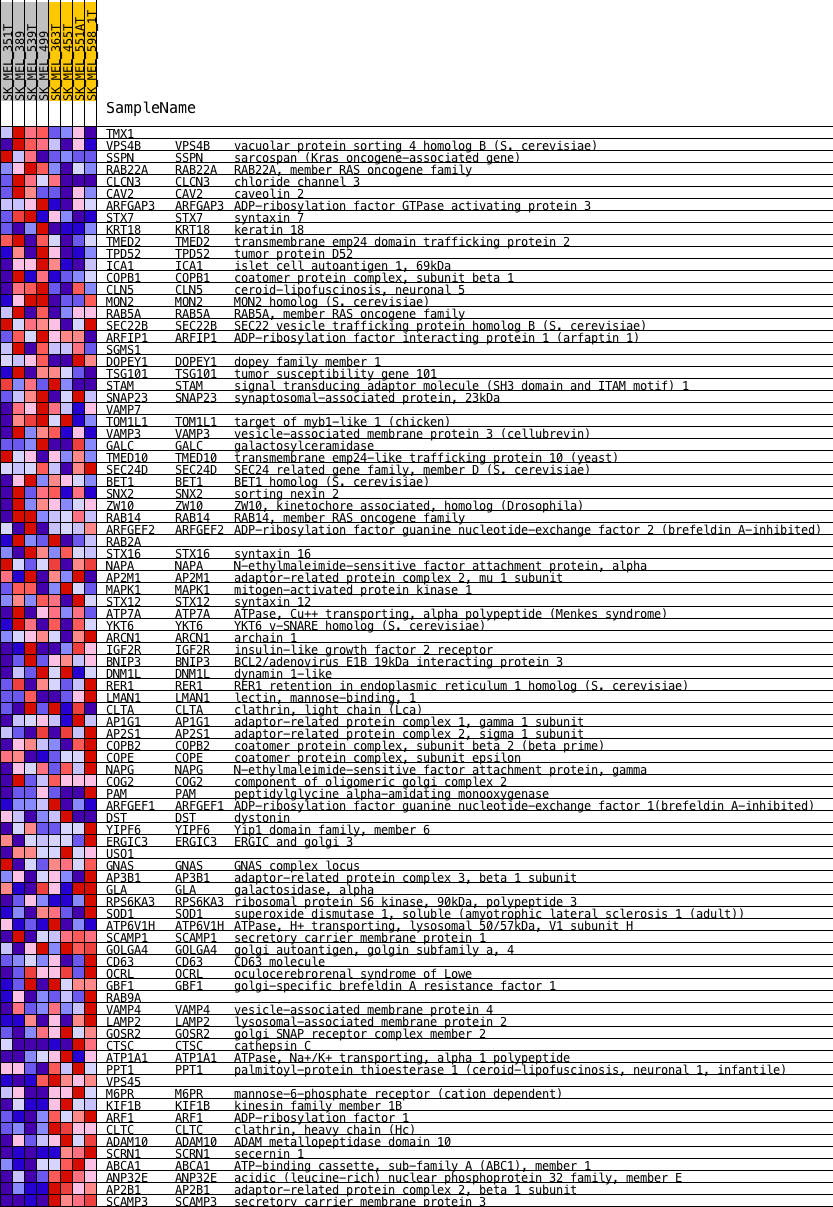 SK_MEL_351T
SK_MEL_389
SK_MEL_539T
SK_MEL_499
SK_MEL_363T
SK_MEL_455T
SK_MEL_551AT
SK_MEL_598_1T
SampleName
TMX1
VPS4B VPS4B vacuolar protein sorting 4 homolog B (S. cerevisiae)
SSPN SSPN sarcospan (Kras oncogene-associated gene)
RAB22A RAB22A RAB22A, member RAS oncogene family
CLCN3 CLCN3 chloride channel 3
CAV2 CAV2 caveolin 2
ARFGAP3 ARFGAP3 ADP-ribosylation factor GTPase activating protein 3
STX7 STX7 syntaxin 7
KRT18 KRT18 keratin 18
TMED2 TMED2 transmembrane emp24 domain trafficking protein 2
TPD52 TPD52 tumor protein D52
ICA1 ICA1 islet cell autoantigen 1, 69kDa
COPB1 COPB1 coatomer protein complex, subunit beta 1
CLN5 CLN5 ceroid-lipofuscinosis, neuronal 5
MON2 MON2 MON2 homolog (S. cerevisiae)
RAB5A RAB5A RAB5A, member RAS oncogene family
SEC22B SEC22B SEC22 vesicle trafficking protein homolog B (S. cerevisiae)
ARFIP1 ARFIP1 ADP-ribosylation factor interacting protein 1 (arfaptin 1)
SGMS1
DOPEY1 DOPEY1 dopey family member 1
TSG101 TSG101 tumor susceptibility gene 101
STAM STAM signal transducing adaptor molecule (SH3 domain and ITAM motif) 1
SNAP23 SNAP23 synaptosomal-associated protein, 23kDa
VAMP7
TOM1L1 TOM1L1 target of myb1-like 1 (chicken)
VAMP3 VAMP3 vesicle-associated membrane protein 3 (cellubrevin)
GALC GALC galactosylceramidase
TMED10 TMED10 transmembrane emp24-like trafficking protein 10 (yeast)
SEC24D SEC24D SEC24 related gene family, member D (S. cerevisiae)
BET1 BET1 BET1 homolog (S. cerevisiae)
SNX2 SNX2 sorting nexin 2
ZW10 ZW10 ZW10, kinetochore associated, homolog (Drosophila)
RAB14 RAB14 RAB14, member RAS oncogene family
ARFGEF2 ARFGEF2 ADP-ribosylation factor guanine nucleotide-exchange factor 2 (brefeldin A-inhibited)
RAB2A
STX16 STX16 syntaxin 16
NAPA NAPA N-ethylmaleimide-sensitive factor attachment protein, alpha
AP2M1 AP2M1 adaptor-related protein complex 2, mu 1 subunit
MAPK1 MAPK1 mitogen-activated protein kinase 1
STX12 STX12 syntaxin 12
ATP7A ATP7A ATPase, Cu++ transporting, alpha polypeptide (Menkes syndrome)
YKT6 YKT6 YKT6 v-SNARE homolog (S. cerevisiae)
ARCN1 ARCN1 archain 1
IGF2R IGF2R insulin-like growth factor 2 receptor
BNIP3 BNIP3 BCL2/adenovirus E1B 19kDa interacting protein 3
DNM1L DNM1L dynamin 1-like
RER1 RER1 RER1 retention in endoplasmic reticulum 1 homolog (S. cerevisiae)
LMAN1 LMAN1 lectin, mannose-binding, 1
CLTA CLTA clathrin, light chain (Lca)
AP1G1 AP1G1 adaptor-related protein complex 1, gamma 1 subunit
AP2S1 AP2S1 adaptor-related protein complex 2, sigma 1 subunit
COPB2 COPB2 coatomer protein complex, subunit beta 2 (beta prime)
COPE COPE coatomer protein complex, subunit epsilon
NAPG NAPG N-ethylmaleimide-sensitive factor attachment protein, gamma
COG2 COG2 component of oligomeric golgi complex 2
PAM PAM peptidylglycine alpha-amidating monooxygenase
ARFGEF1 ARFGEF1 ADP-ribosylation factor guanine nucleotide-exchange factor 1(brefeldin A-inhibited)
DST DST dystonin
YIPF6 YIPF6 Yip1 domain family, member 6
ERGIC3 ERGIC3 ERGIC and golgi 3
USO1
GNAS GNAS GNAS complex locus
AP3B1 AP3B1 adaptor-related protein complex 3, beta 1 subunit
GLA GLA galactosidase, alpha
RPS6KA3 RPS6KA3 ribosomal protein S6 kinase, 90kDa, polypeptide 3
SOD1 SOD1 superoxide dismutase 1, soluble (amyotrophic lateral sclerosis 1 (adult))
ATP6V1H ATP6V1H ATPase, H+ transporting, lysosomal 50/57kDa, V1 subunit H
SCAMP1 SCAMP1 secretory carrier membrane protein 1
GOLGA4 GOLGA4 golgi autoantigen, golgin subfamily a, 4
CD63 CD63 CD63 molecule
OCRL OCRL oculocerebrorenal syndrome of Lowe
GBF1 GBF1 golgi-specific brefeldin A resistance factor 1
RAB9A
VAMP4 VAMP4 vesicle-associated membrane protein 4
LAMP2 LAMP2 lysosomal-associated membrane protein 2
GOSR2 GOSR2 golgi SNAP receptor complex member 2
CTSC CTSC cathepsin C
ATP1A1 ATP1A1 ATPase, Na+/K+ transporting, alpha 1 polypeptide
PPT1 PPT1 palmitoyl-protein thioesterase 1 (ceroid-lipofuscinosis, neuronal 1, infantile)
VPS45
M6PR M6PR mannose-6-phosphate receptor (cation dependent)
KIF1B KIF1B kinesin family member 1B
ARF1 ARF1 ADP-ribosylation factor 1
CLTC CLTC clathrin, heavy chain (Hc)
ADAM10 ADAM10 ADAM metallopeptidase domain 10
SCRN1 SCRN1 secernin 1
ABCA1 ABCA1 ATP-binding cassette, sub-family A (ABC1), member 1
ANP32E ANP32E acidic (leucine-rich) nuclear phosphoprotein 32 family, member E
AP2B1 AP2B1 adaptor-related protein complex 2, beta 1 subunit
SCAMP3 SCAMP3 secretory carrier membrane protein 3